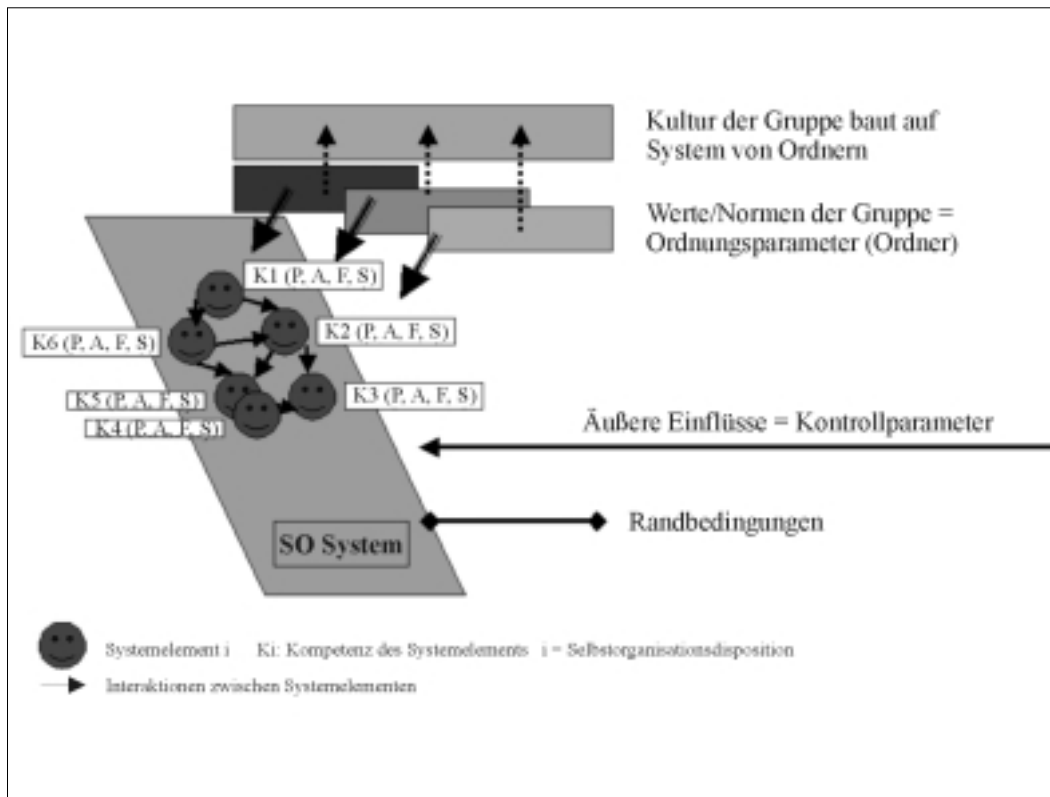 Kultur der Gruppe baut auf
System von Ordnern
Werte/Normen der Gruppe =
Ordnungsparameter (Ordner)
K1 (P, A, F, S)
K2 (P, A, F, S)
K6 (P, A, F, S)
K3 (P, A, F, S)
K5 (P, A, F, S)
K4 (P, A, F, S)
Äußere Einflüsse = Kontrollparameter
Randbedingungen
SO System
Systemelement i Ki: Kompetenz des Systemelements i = Selbstorganisationsdisposition
Interaktionen zwischen Systemelementen